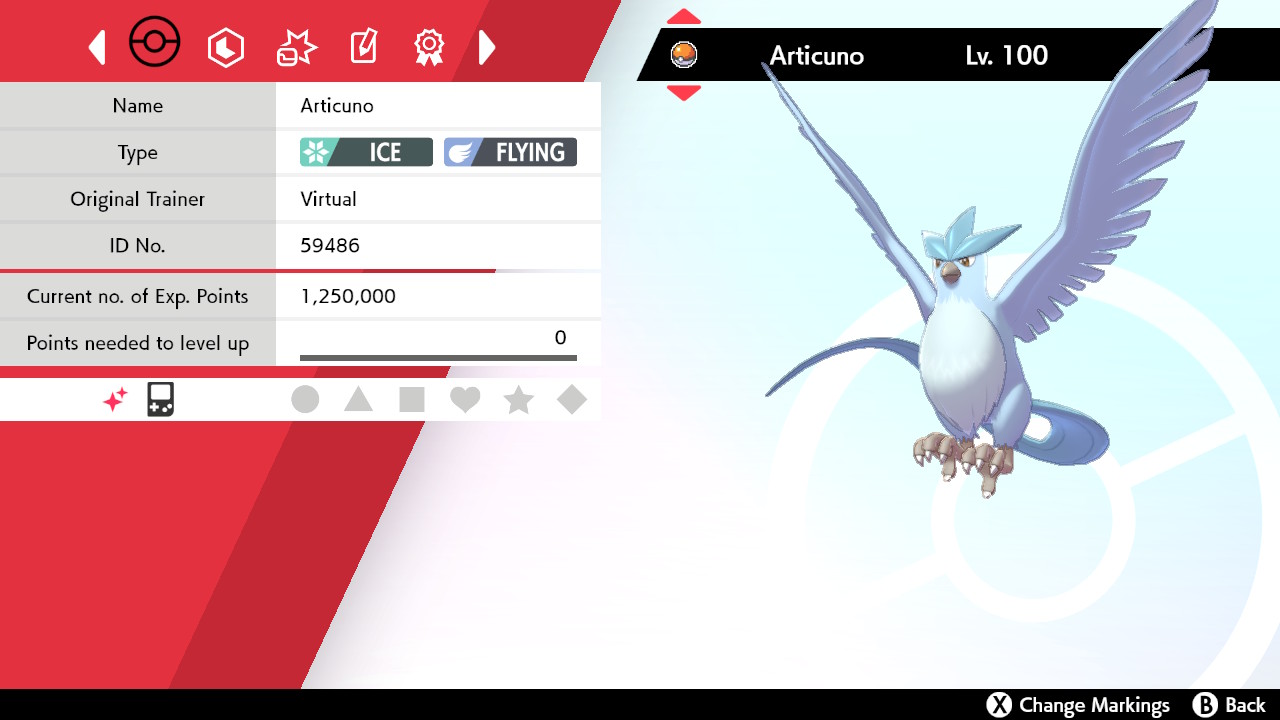 Articuno Lv. 100
Name Articuno
Type ICE FLYING
Original Trainer Virtual
ID No. 59486
Current no. of Exp. Points 1,250,000
Points needed to level up 0
X Change Markings B Back